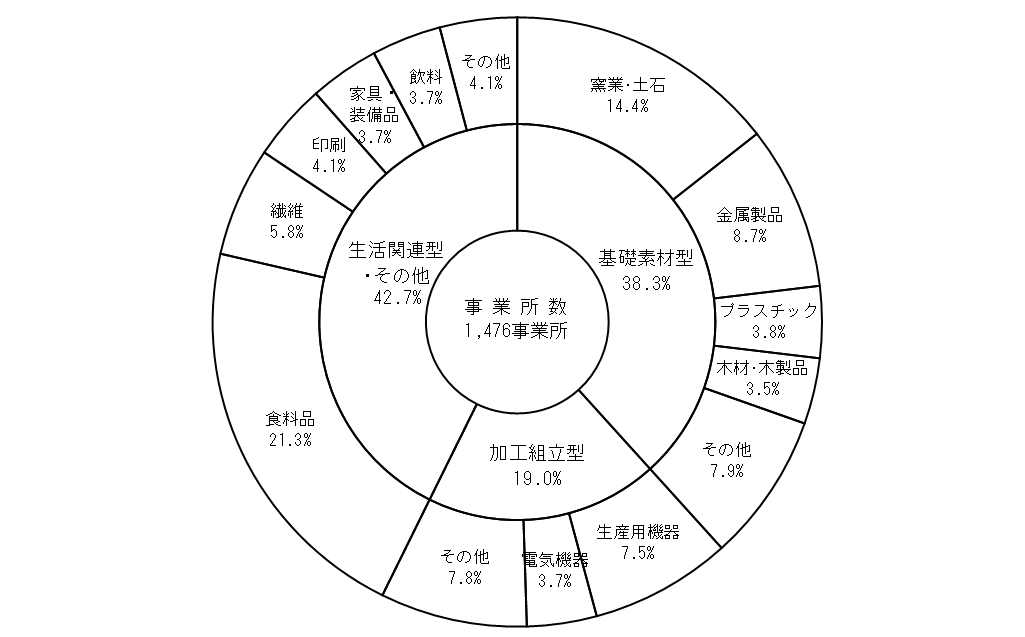 事業所数
1,476事業所
基礎素材型
38.3%
加工組立型
19.0%
生活関連型
・その他
42.7%
窯業・土石
14.4%
金属製品
8.7%
プラスチック
3.8%
木材・木製品
3.5%
その他
7.9%
生産用機器
7.5%
電気機器
3.7%
その他
7.8%
食料品
21.3%
繊維
5.8%
印刷
4.1%
家具・
装備品
3.7%
飲料
3.7%
その他
4.1%